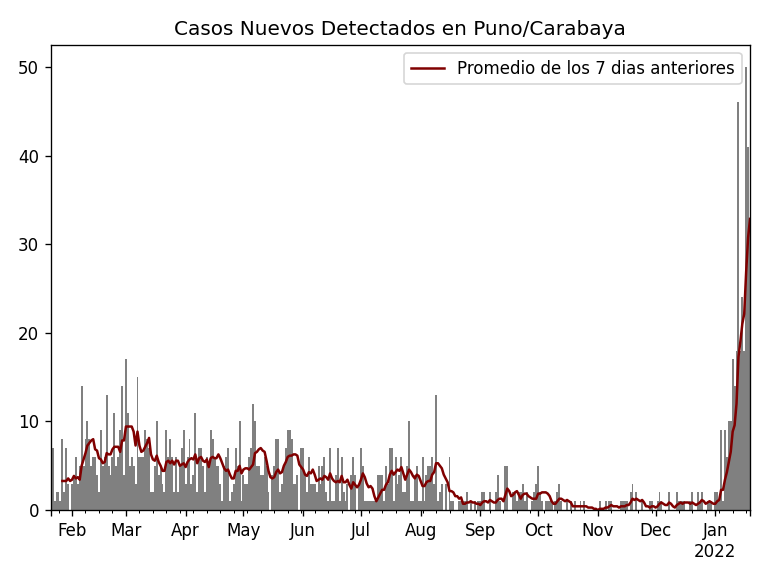 Casos Nuevos Detectados en Puno/Carabaya
Promedio de los 7 dias anteriores
50
40
30
20
10
0
Feb Mar Apr May Jun Jul Aug Sep Oct Nov Dec Jan
2022